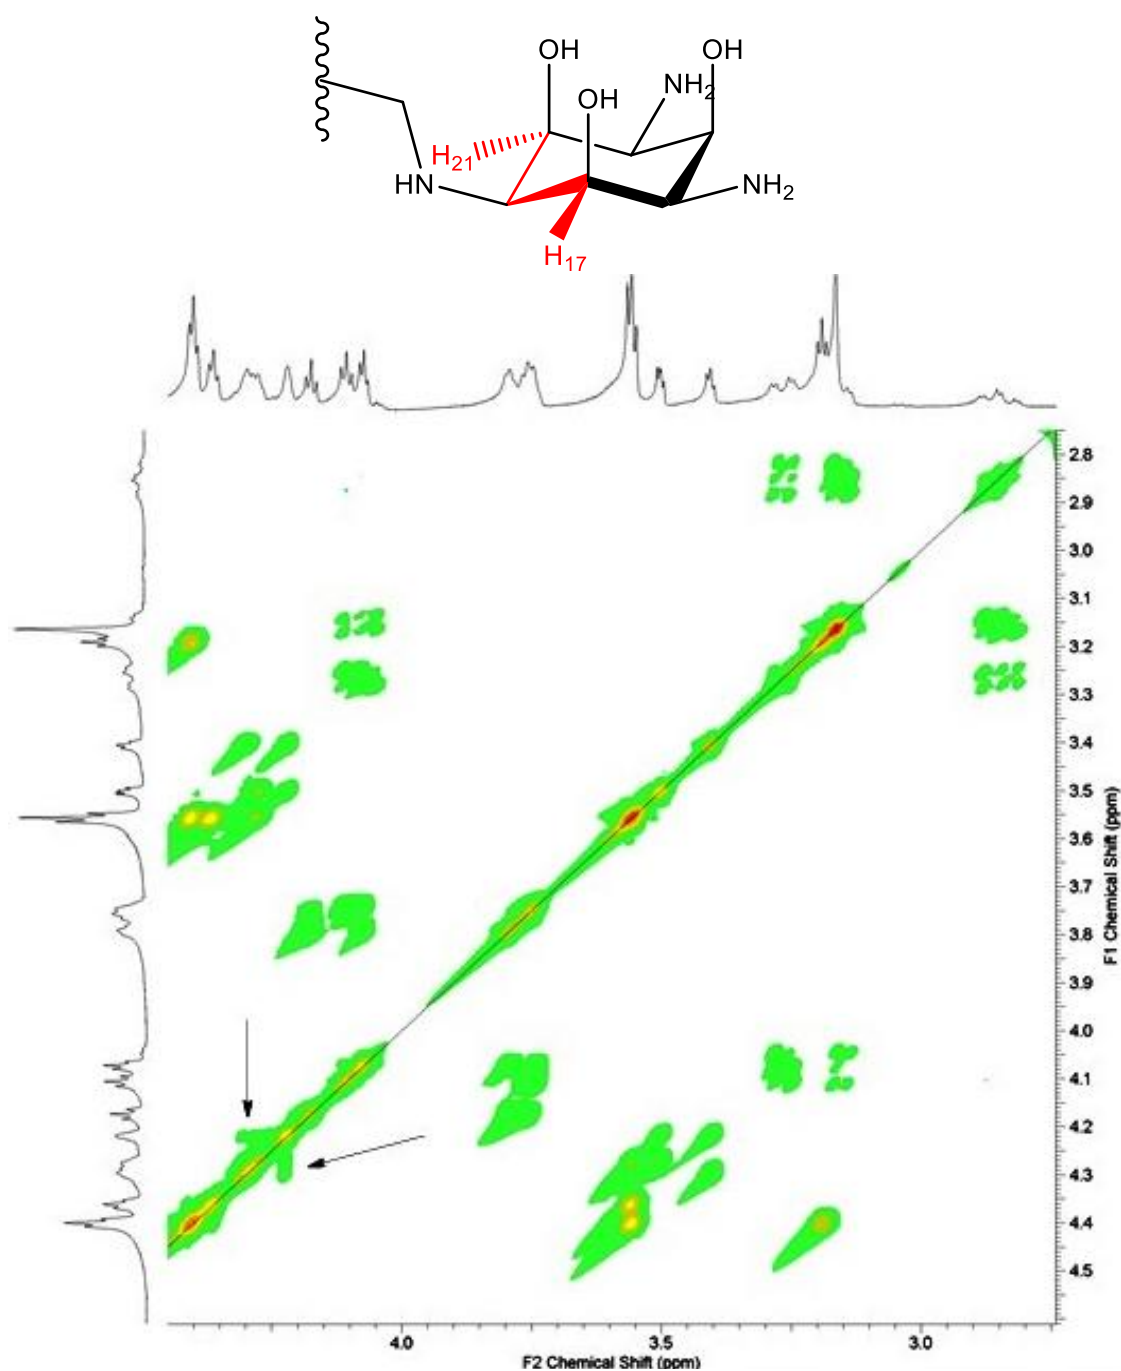 OH
OH
NH2
OH
H21
HN
NH2
H17
2.8
2.9
3.0
3.1
3.2
3.3
3.4
3.5
3.6
3.7
3.8
3.9
4.0
4.1
4.2
4.3
4.4
4.5
F1 Chemical Shift (ppm)
4.0
3.5
3.0
F2 Chemical Shift (ppm)